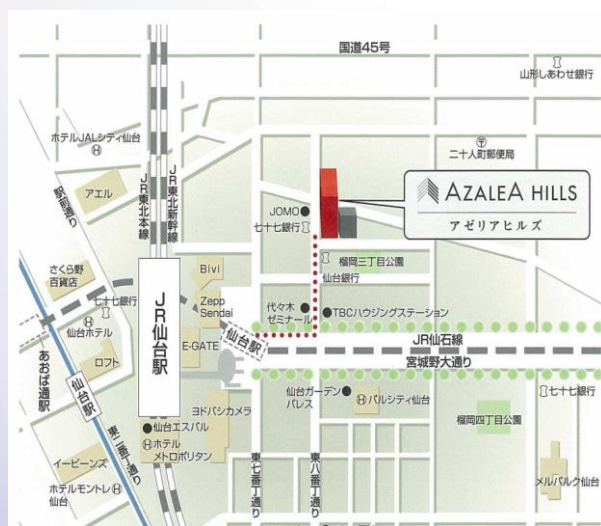 国道45号
山形しあわせ銀行
ホテルJALシティ仙台
JR東北本線
JR東北新幹線
二十人町郵便局
駅前通り
アエル
AZALEA HILLS
アゼリアヒルズ
JOMO
七十七銀行
さくら野
百貨店
Bivi
仙台銀行
榴岡三丁目公園
七十七銀行
仙台ホテル
JR仙台駅
Zepp
Sendai
代々木
ゼミナール
TBCハウジングステーション
E-GATE
仙台駅
JR仙石線
宮城野大通り
ロフト
あおば通駅
仙台駅
仙台ガーデン
パレス
パルシティ仙台
七十七銀行
ヨドバシカメラ
榴岡四丁目公園
仙台エスパル
ホテル
メトロポリタン
東二番丁通り
イービーンズ
ホテルモントレ
仙台
東七番丁通り
東八番丁通り
メルパルク仙台